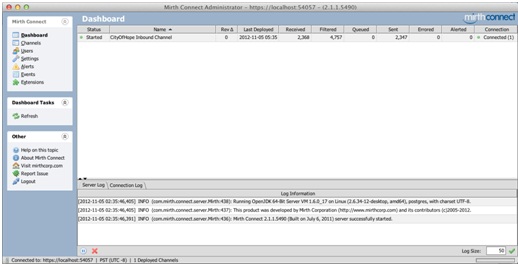 Mirth Connect Administrator - https://localhost:54057 - (2.1.1.5490)
Mirth Connect
Dashboard
Channels
Users
Settings
Alerts
Events
Extensions
Dashboard Tasks
Refresh
Other
Help on this topic
About Mirth Connect
Visit mirthcorp.com
Report Issue
Logout
Dashboard
mirthconnect
Status Name Rev Δ Last Deployed Received Filtered Queued Sent Errored Alerted Connection
Started CityOfHope Inbound Channel 0 2012-11-05 05:35 2,368 4,757 0 2,347 0 0 Connected (1)
Server Log Connection Log
Log Information
[2012-11-05 02:35:46,405] INFO (com.mirth.connect.server.Mirth:438): Running OpenJDK 64-Bit Server VM 1.6.0_17 on Linux (2.6.34-12-desktop, amd64), postgres, with charset UTF-8.
[2012-11-05 02:35:46,405] INFO (com.mirth.connect.server.Mirth:437): This product was developed by Mirth Corporation (http://www.mirthcorp.com) and its contributors (c)2005-2012.
[2012-11-05 02:35:46,391] INFO (com.mirth.connect.server.Mirth:436): Mirth Connect 2.1.1.5490 (Built on July 6, 2011) server successfully started.
Log Size: 50
Connected to: https://localhost:54057 | PST (UTC -8) | 1 Deployed Channels